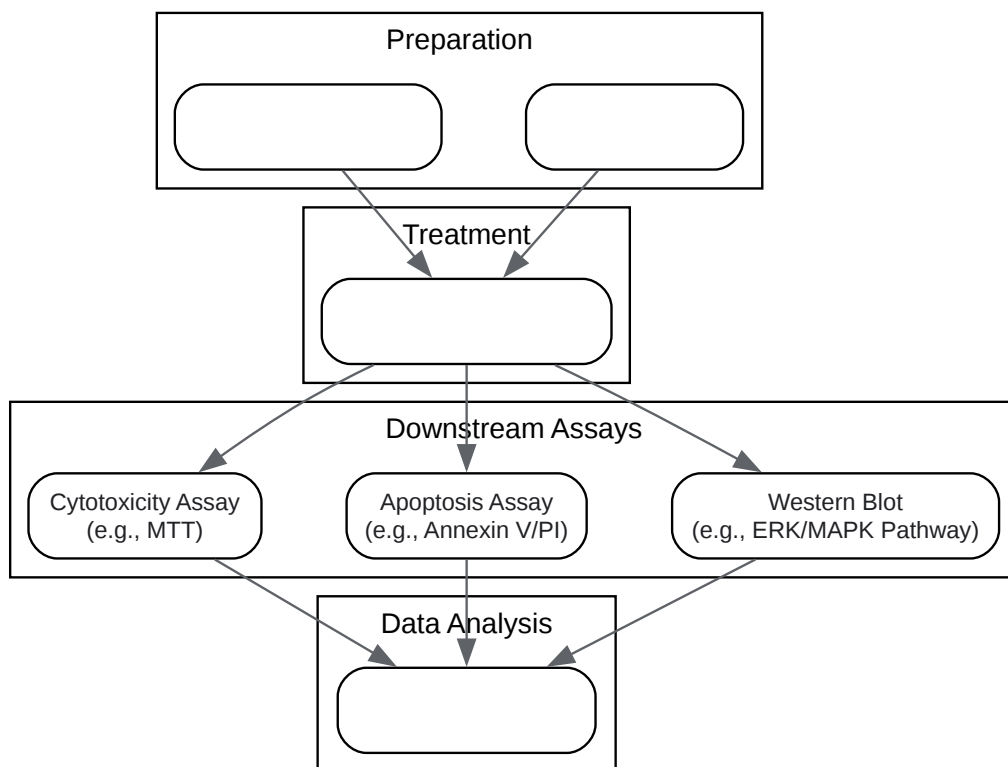 Preparation
Treatment
Downstream Assays
Cytotoxicity Assay
(e.g., MTT)
Apoptosis Assay
(e.g., Annexin V/PI)
Western Blot
(e.g., ERK/MAPK Pathway)
Data Analysis